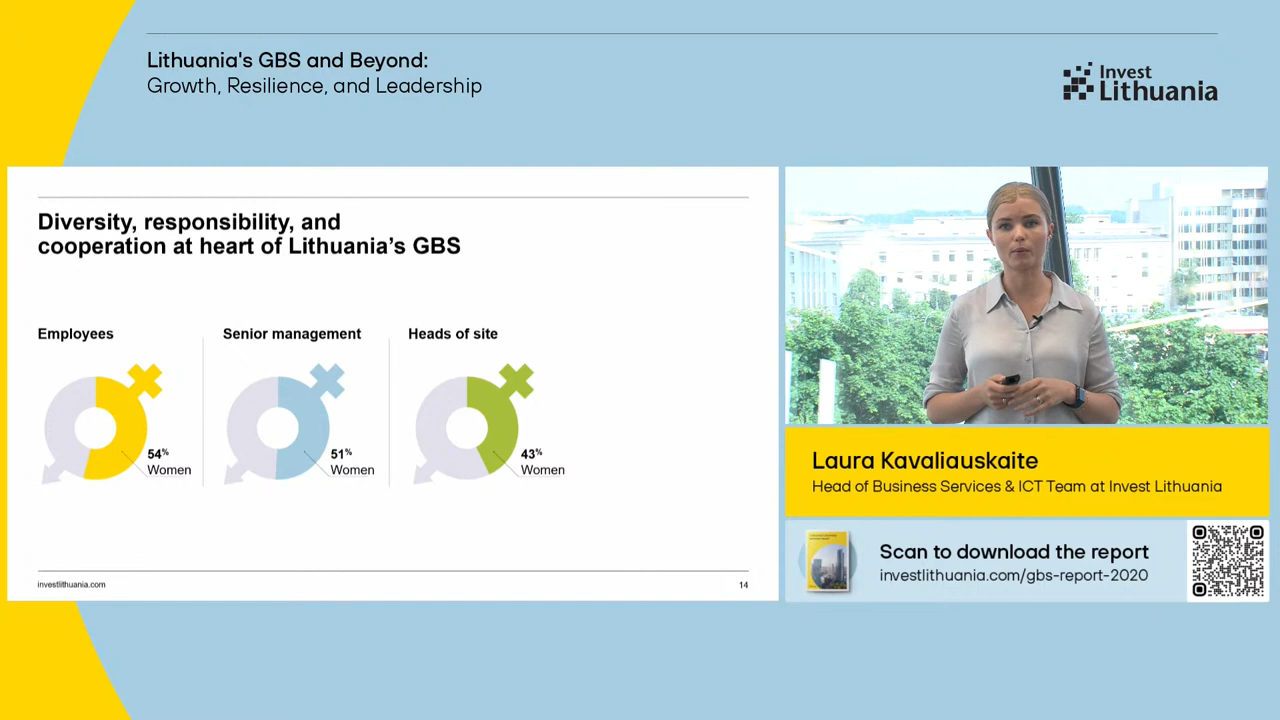 Lithuania's GBS and Beyond:
Growth, Resilience, and Leadership
Invest
Lithuania
Diversity, responsibility, and
cooperation at heart of Lithuania’s GBS
Employees
Senior management
Heads of site
54%
Women
51%
Women
43%
Women
investlithuania.com
14
Laura Kavaliauskaite
Head of Business Services & ICT Team at Invest Lithuania
Scan to download the report
investlithuania.com/gbs-report-2020